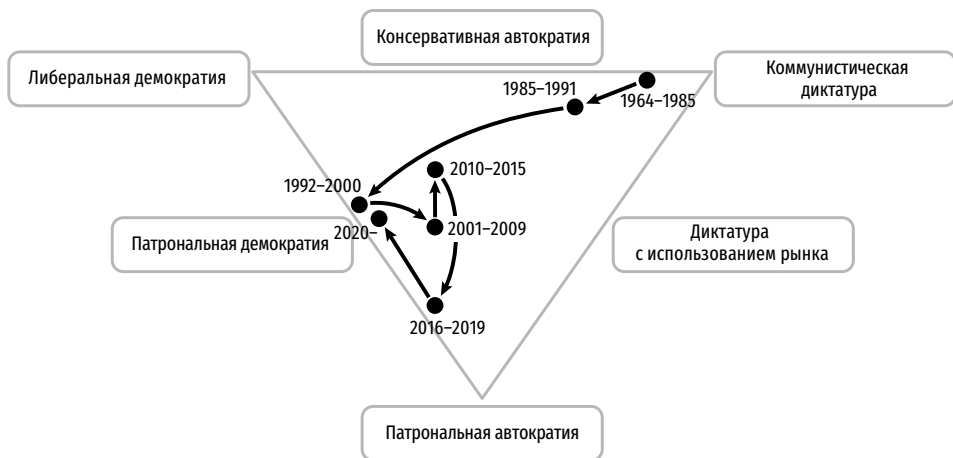 Консервативная автократия
Либеральная демократия
Коммунистическая
диктатура
1985–1991
1964–1985
2010–2015
1992–2000
2001–2009
2020–
Патрональная демократия
Диктатура
с использованием рынка
2016–2019
Патрональная автократия